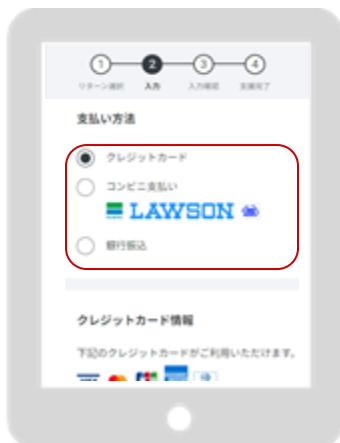 1 2 3 4
リターン選択 入力 入力確認 支援完了
支払い方法
クレジットカード
コンビニ支払い
LAWSON
銀行振込
クレジットカード情報
下記のクレジットカードがご利用いただけます。